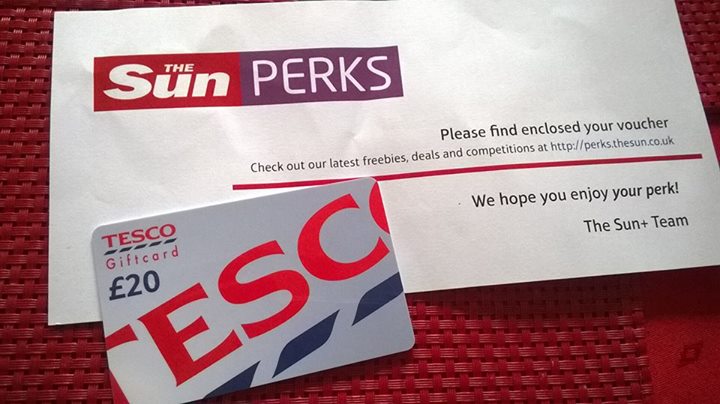 THE
Sun PERKS
Please find enclosed your voucher
Check out our latest freebies, deals and competitions at http://perks.thesun.co.uk
We hope you enjoy your perk!
The Sun+ Team
TESCO
Giftcard
£20
TESCO